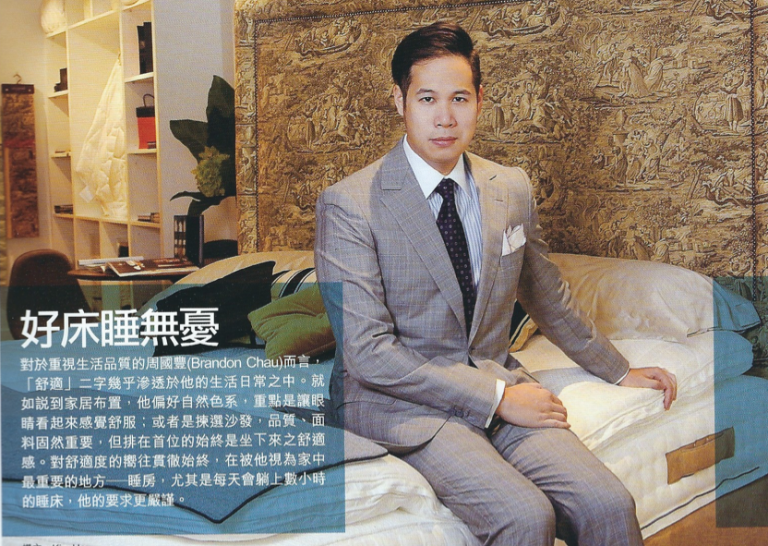 好床睡無憂
對於重視生活品質的周國豐(Brandon Chau)而言，
「舒適」二字幾乎滲透於他的生活日常之中。就
如說到家居布置，他偏好自然色系，重點是讓眼
睛看起來感覺舒服；或者是揀選沙發，品質、面
料固然重要，但排在首位的始終是坐下來之舒適
感。對舒適度的嚮往貫徹始終，在被他視為家中
最重要的地方──睡房，尤其是每天會躺上數小時
的睡床，他的要求更嚴謹。